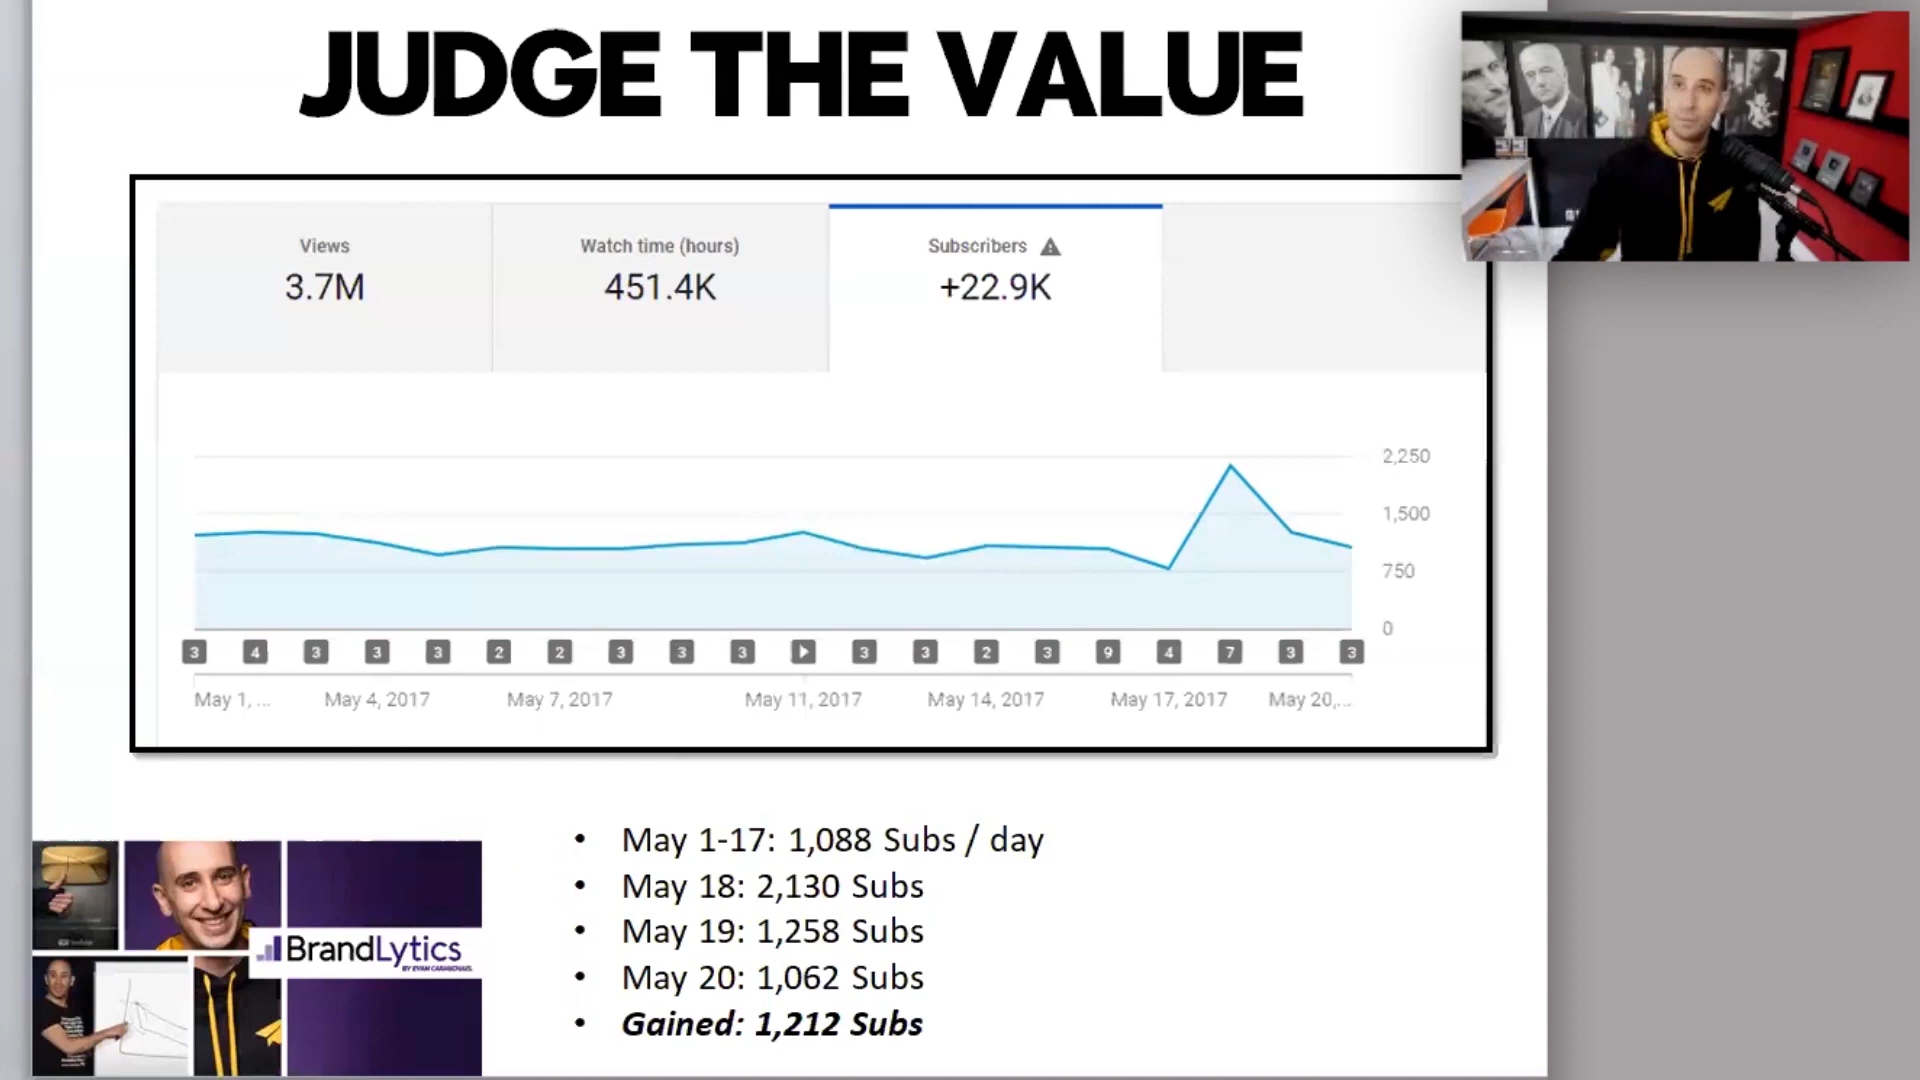 JUDGE THE VALUE
Views
3.7M
Watch time (hours)
451.4K
Subscribers
+22.9K
2,250
1,500
750
0
3 4 3 3 3 2 2 3 3 3 3 3 2 3 9 4 7 3 3
May 1, ... May 4, 2017 May 7, 2017 May 11, 2017 May 14, 2017 May 17, 2017 May 20,...
• May 1-17: 1,088 Subs / day
• May 18: 2,130 Subs
• May 19: 1,258 Subs
• May 20: 1,062 Subs
• Gained: 1,212 Subs
BrandLytics
BY EVAN CARMICHAEL